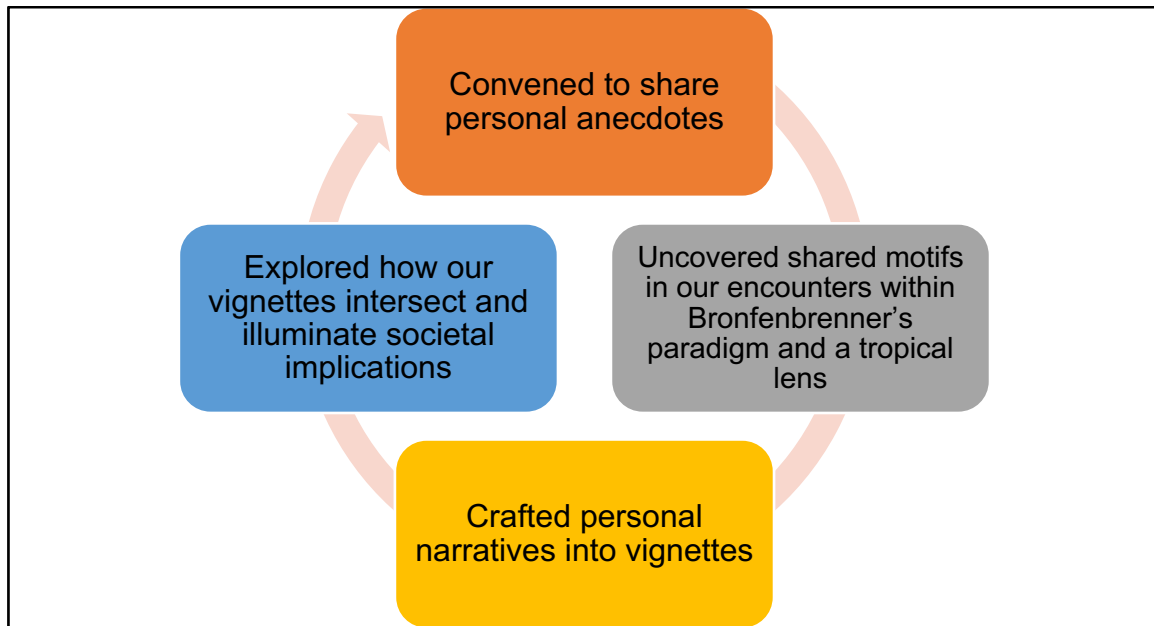 Convened to share
personal anecdotes
Uncovered shared motifs
in our encounters within
Bronfenbrenner’s
paradigm and a tropical
lens
Crafted personal
narratives into vignettes
Explored how our
vignettes intersect and
illuminate societal
implications